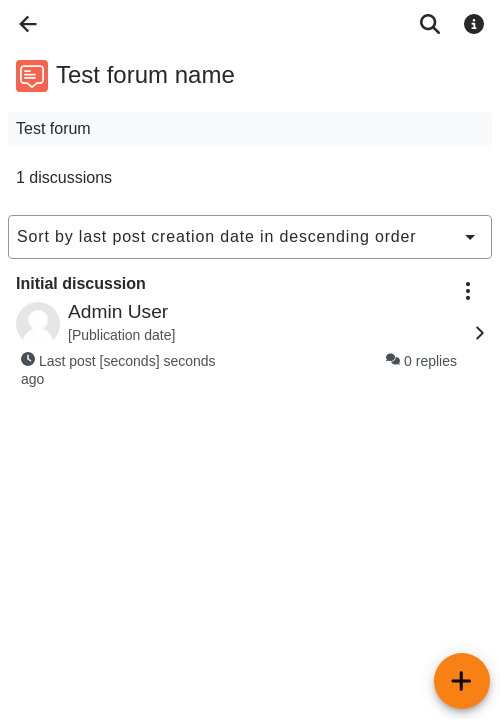 Test forum name
Test forum
1 discussions
Sort by last post creation date in descending order
Initial discussion
Admin User
[Publication date]
Last post [seconds] seconds
ago
0 replies